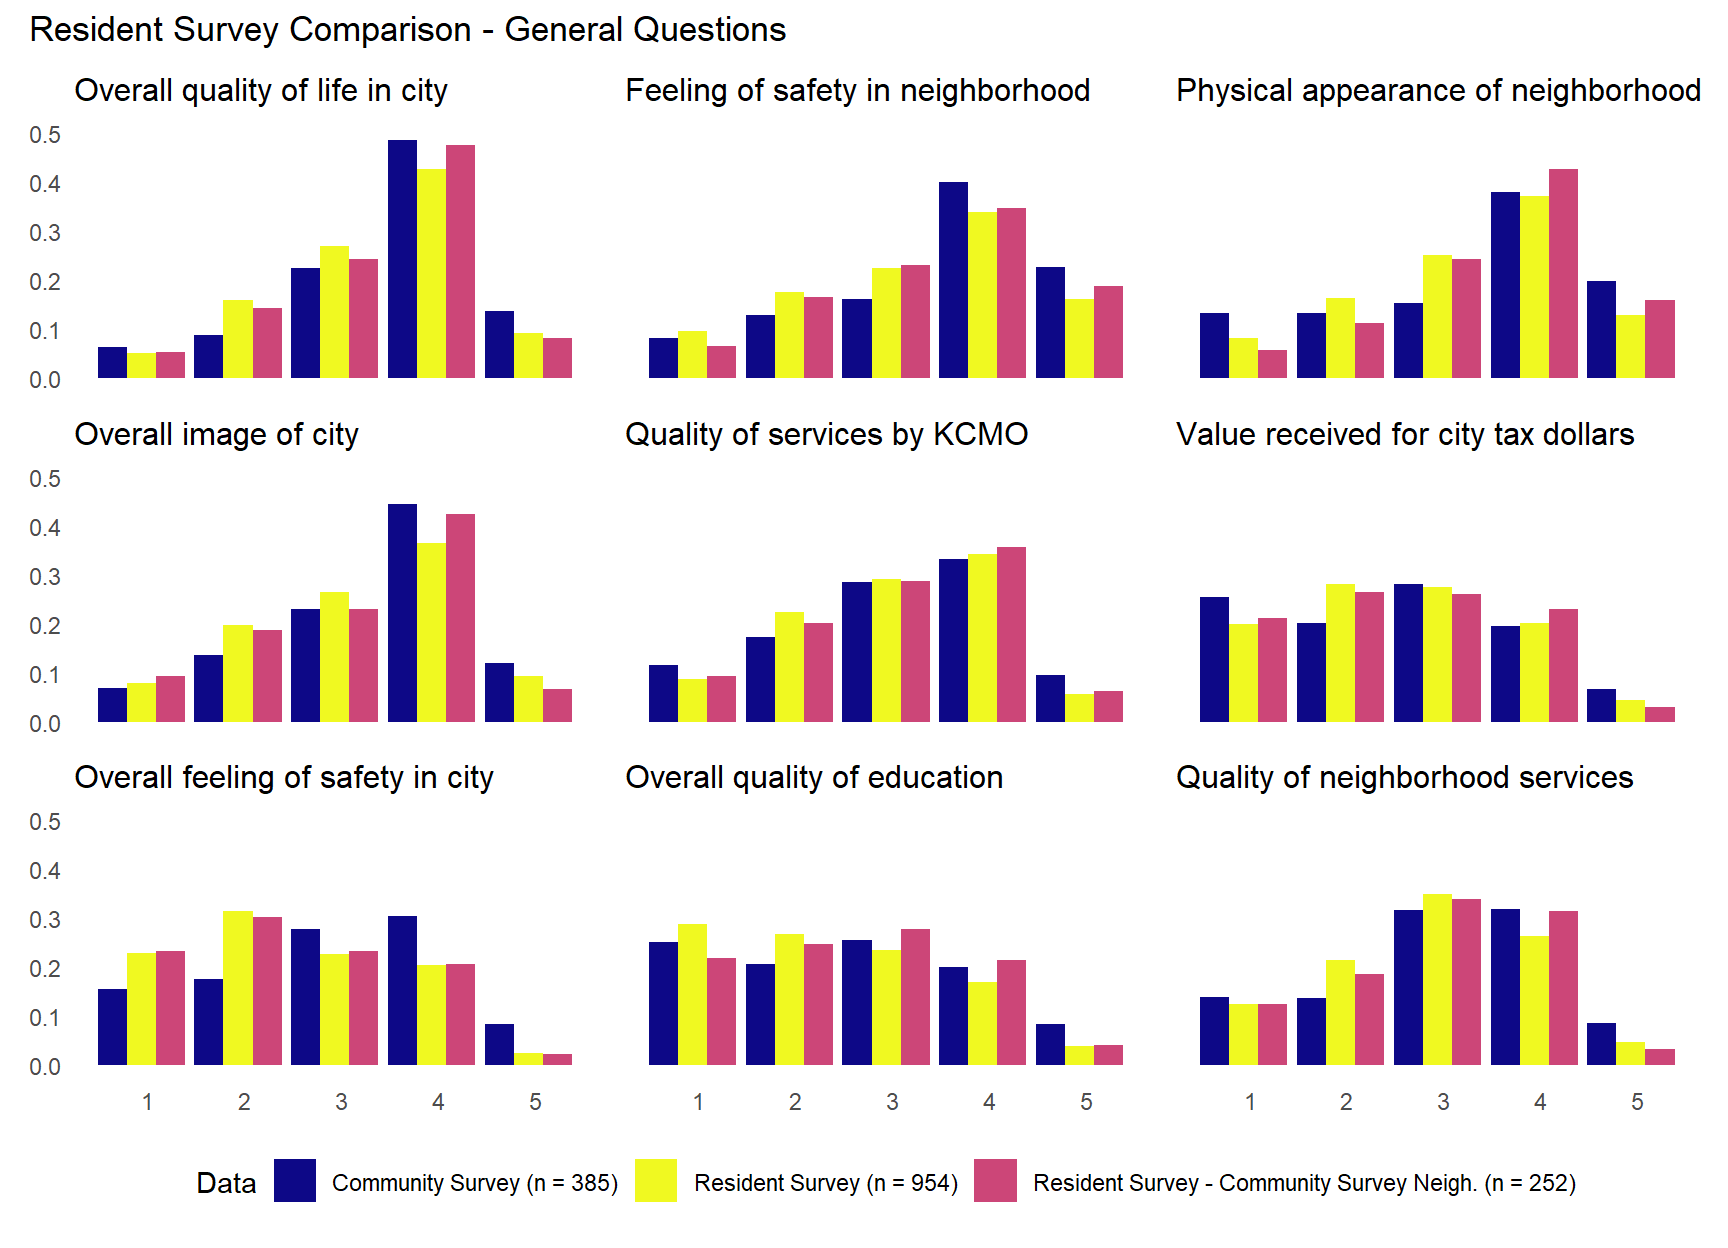 Resident Survey Comparison - General Questions
Overall quality of life in city
Feeling of safety in neighborhood
Physical appearance of neighborhood
0.5
0.4
0.3
0.2
0.1
0.0
Overall image of city
Quality of services by KCMO
Value received for city tax dollars
0.5
0.4
0.3
0.2
0.1
0.0
Overall feeling of safety in city
Overall quality of education
Quality of neighborhood services
0.5
0.4
0.3
0.2
0.1
0.0
1 2 3 4 5
1 2 3 4 5
1 2 3 4 5
Data
Community Survey (n = 385)
Resident Survey (n = 954)
Resident Survey - Community Survey Neigh. (n = 252)